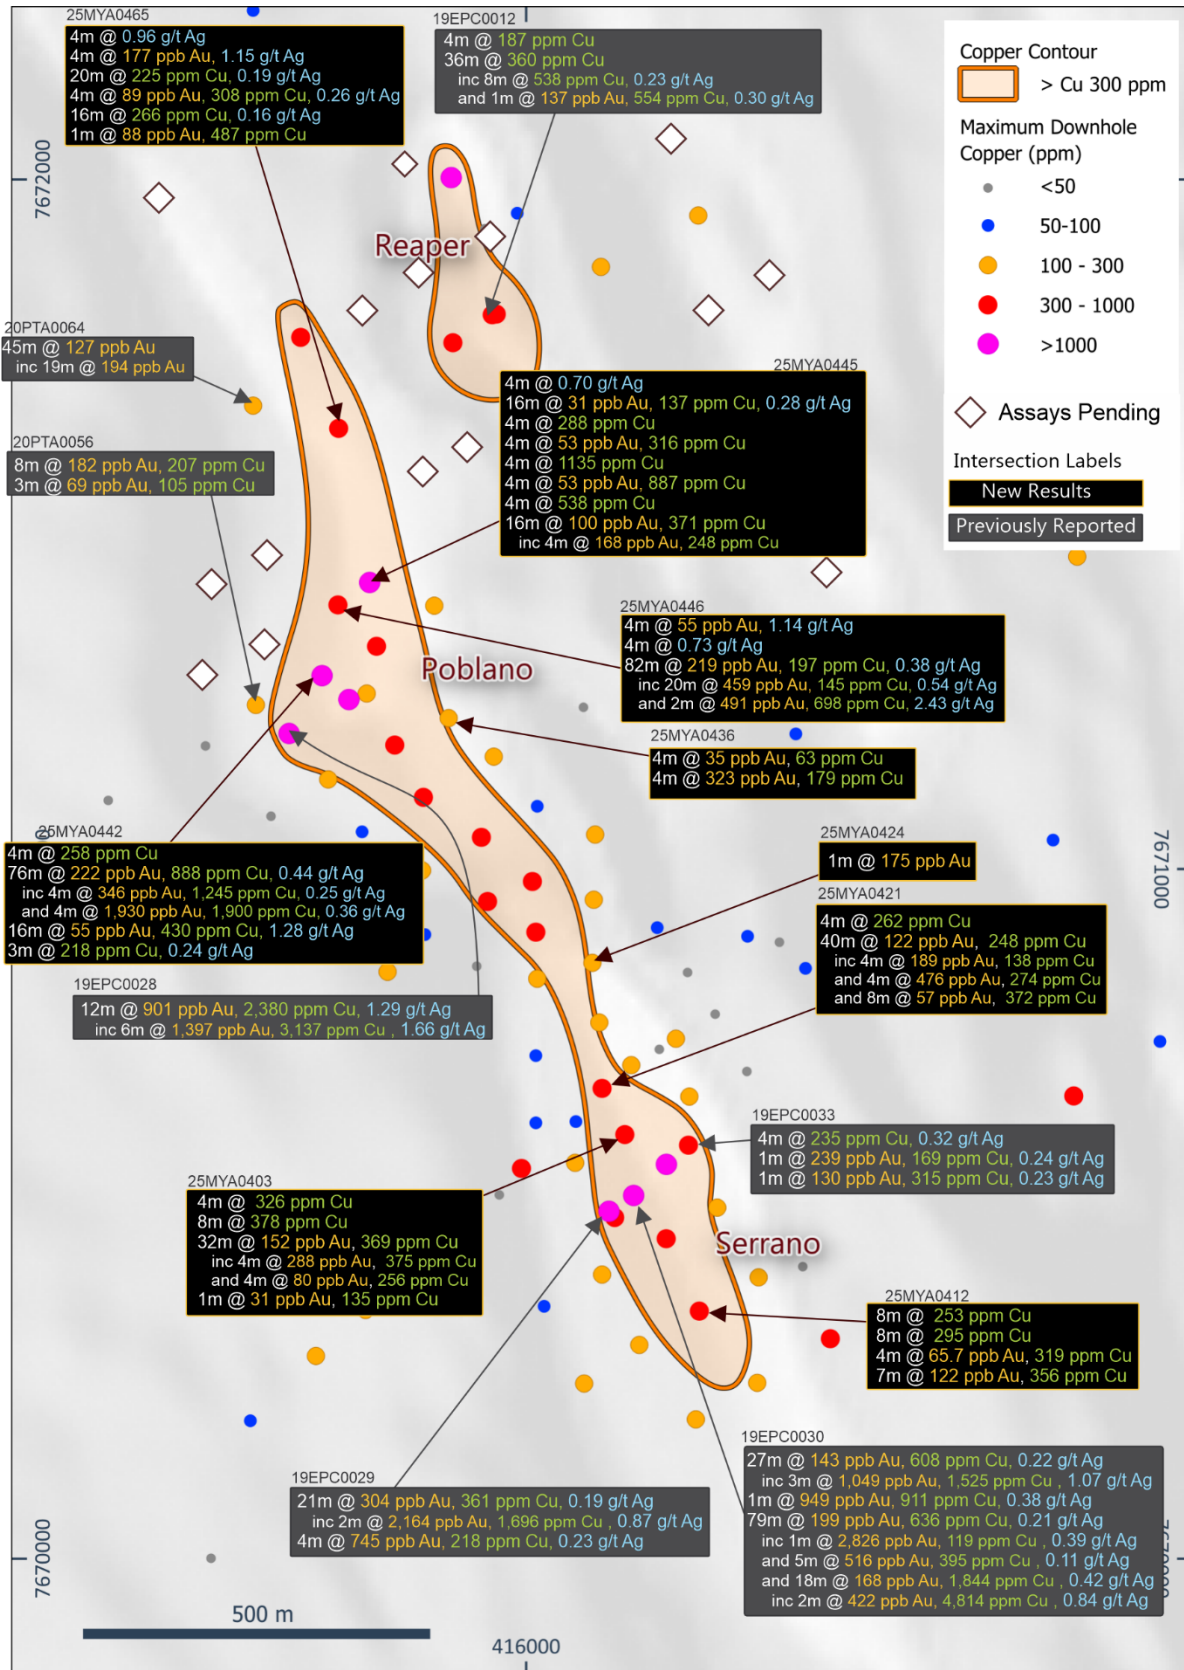 25MYA0465
4m @ 0.96 g/t Ag
4m @ 177 ppb Au, 1.15 g/t Ag
20m @ 225 ppm Cu, 0.19 g/t Ag
4m @ 89 ppb Au, 308 ppm Cu, 0.26 g/t Ag
16m @ 266 ppm Cu, 0.16 g/t Ag
1m @ 88 ppb Au, 487 ppm Cu
19EPC0012
4m @ 187 ppm Cu
36m @ 360 ppm Cu
inc 8m @ 538 ppm Cu, 0.23 g/t Ag
and 1m @ 137 ppb Au, 554 ppm Cu, 0.30 g/t Ag
Copper Contour
> Cu 300 ppm
Maximum Downhole
Copper (ppm)
<50
50-100
100 - 300
300 - 1000
>1000
Assays Pending
Intersection Labels
New Results
Previously Reported
7672000
Reaper
20PTA0064
45m @ 127 ppb Au
inc 19m @ 194 ppb Au
20PTA0056
8m @ 182 ppb Au, 207 ppm Cu
3m @ 69 ppb Au, 105 ppm Cu
25MYA0445
4m @ 0.70 g/t Ag
16m @ 31 ppb Au, 137 ppm Cu, 0.28 g/t Ag
4m @ 288 ppm Cu
4m @ 53 ppb Au, 316 ppm Cu
4m @ 1135 ppm Cu
4m @ 53 ppb Au, 887 ppm Cu
4m @ 538 ppm Cu
16m @ 100 ppb Au, 371 ppm Cu
inc 4m @ 168 ppb Au, 248 ppm Cu
25MYA0446
4m @ 55 ppb Au, 1.14 g/t Ag
4m @ 0.73 g/t Ag
82m @ 219 ppb Au, 197 ppm Cu, 0.38 g/t Ag
inc 20m @ 459 ppb Au, 145 ppm Cu, 0.54 g/t Ag
and 2m @ 491 ppb Au, 698 ppm Cu, 2.43 g/t Ag
Poblano
25MYA0436
4m @ 35 ppb Au, 63 ppm Cu
4m @ 323 ppb Au, 179 ppm Cu
25MYA0442
4m @ 258 ppm Cu
76m @ 222 ppb Au, 888 ppm Cu, 0.44 g/t Ag
inc 4m @ 346 ppb Au, 1,245 ppm Cu, 0.25 g/t Ag
and 4m @ 1,930 ppb Au, 1,900 ppm Cu, 0.36 g/t Ag
16m @ 55 ppb Au, 430 ppm Cu, 1.28 g/t Ag
3m @ 218 ppm Cu, 0.24 g/t Ag
25MYA0424
1m @ 175 ppb Au
7671000
25MYA0421
4m @ 262 ppm Cu
40m @ 122 ppb Au, 248 ppm Cu
inc 4m @ 189 ppb Au, 138 ppm Cu
and 4m @ 476 ppb Au, 274 ppm Cu
and 8m @ 57 ppb Au, 372 ppm Cu
19EPC0028
12m @ 901 ppb Au, 2,380 ppm Cu, 1.29 g/t Ag
inc 6m @ 1,397 ppb Au, 3,137 ppm Cu , 1.66 g/t Ag
19EPC0033
4m @ 235 ppm Cu, 0.32 g/t Ag
1m @ 239 ppb Au, 169 ppm Cu, 0.24 g/t Ag
1m @ 130 ppb Au, 315 ppm Cu, 0.23 g/t Ag
25MYA0403
4m @ 326 ppm Cu
8m @ 378 ppm Cu
32m @ 152 ppb Au, 369 ppm Cu
inc 4m @ 288 ppb Au, 375 ppm Cu
and 4m @ 80 ppb Au, 256 ppm Cu
1m @ 31 ppb Au, 135 ppm Cu
Serrano
25MYA0412
8m @ 253 ppm Cu
8m @ 295 ppm Cu
4m @ 65.7 ppb Au, 319 ppm Cu
7m @ 122 ppb Au, 356 ppm Cu
19EPC0029
21m @ 304 ppb Au, 361 ppm Cu, 0.19 g/t Ag
inc 2m @ 2,164 ppb Au, 1,696 ppm Cu , 0.87 g/t Ag
4m @ 745 ppb Au, 218 ppm Cu, 0.23 g/t Ag
19EPC0030
27m @ 143 ppb Au, 608 ppm Cu, 0.22 g/t Ag
inc 3m @ 1,049 ppb Au, 1,525 ppm Cu , 1.07 g/t Ag
1m @ 949 ppb Au, 911 ppm Cu, 0.38 g/t Ag
79m @ 199 ppb Au, 636 ppm Cu, 0.21 g/t Ag
inc 1m @ 2,826 ppb Au, 119 ppm Cu , 0.39 g/t Ag
and 5m @ 516 ppb Au, 395 ppm Cu , 0.11 g/t Ag
and 18m @ 168 ppb Au, 1,844 ppm Cu , 0.42 g/t Ag
inc 2m @ 422 ppb Au, 4,814 ppm Cu , 0.84 g/t Ag
7670000
500 m
416000